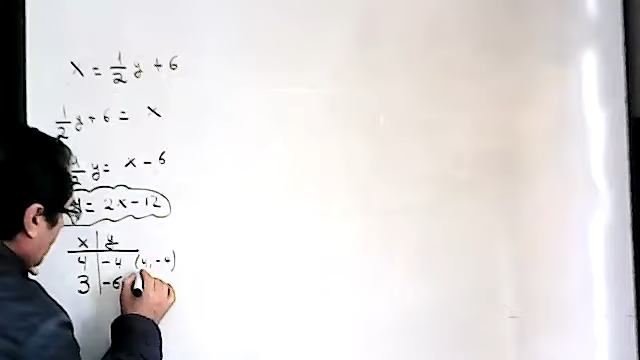 x = 1/2 y + 6
1/2 y + 6 = x
y = x - 6
y = 2x - 12
x | y
4 | -4 (4, -4)
3 | -6